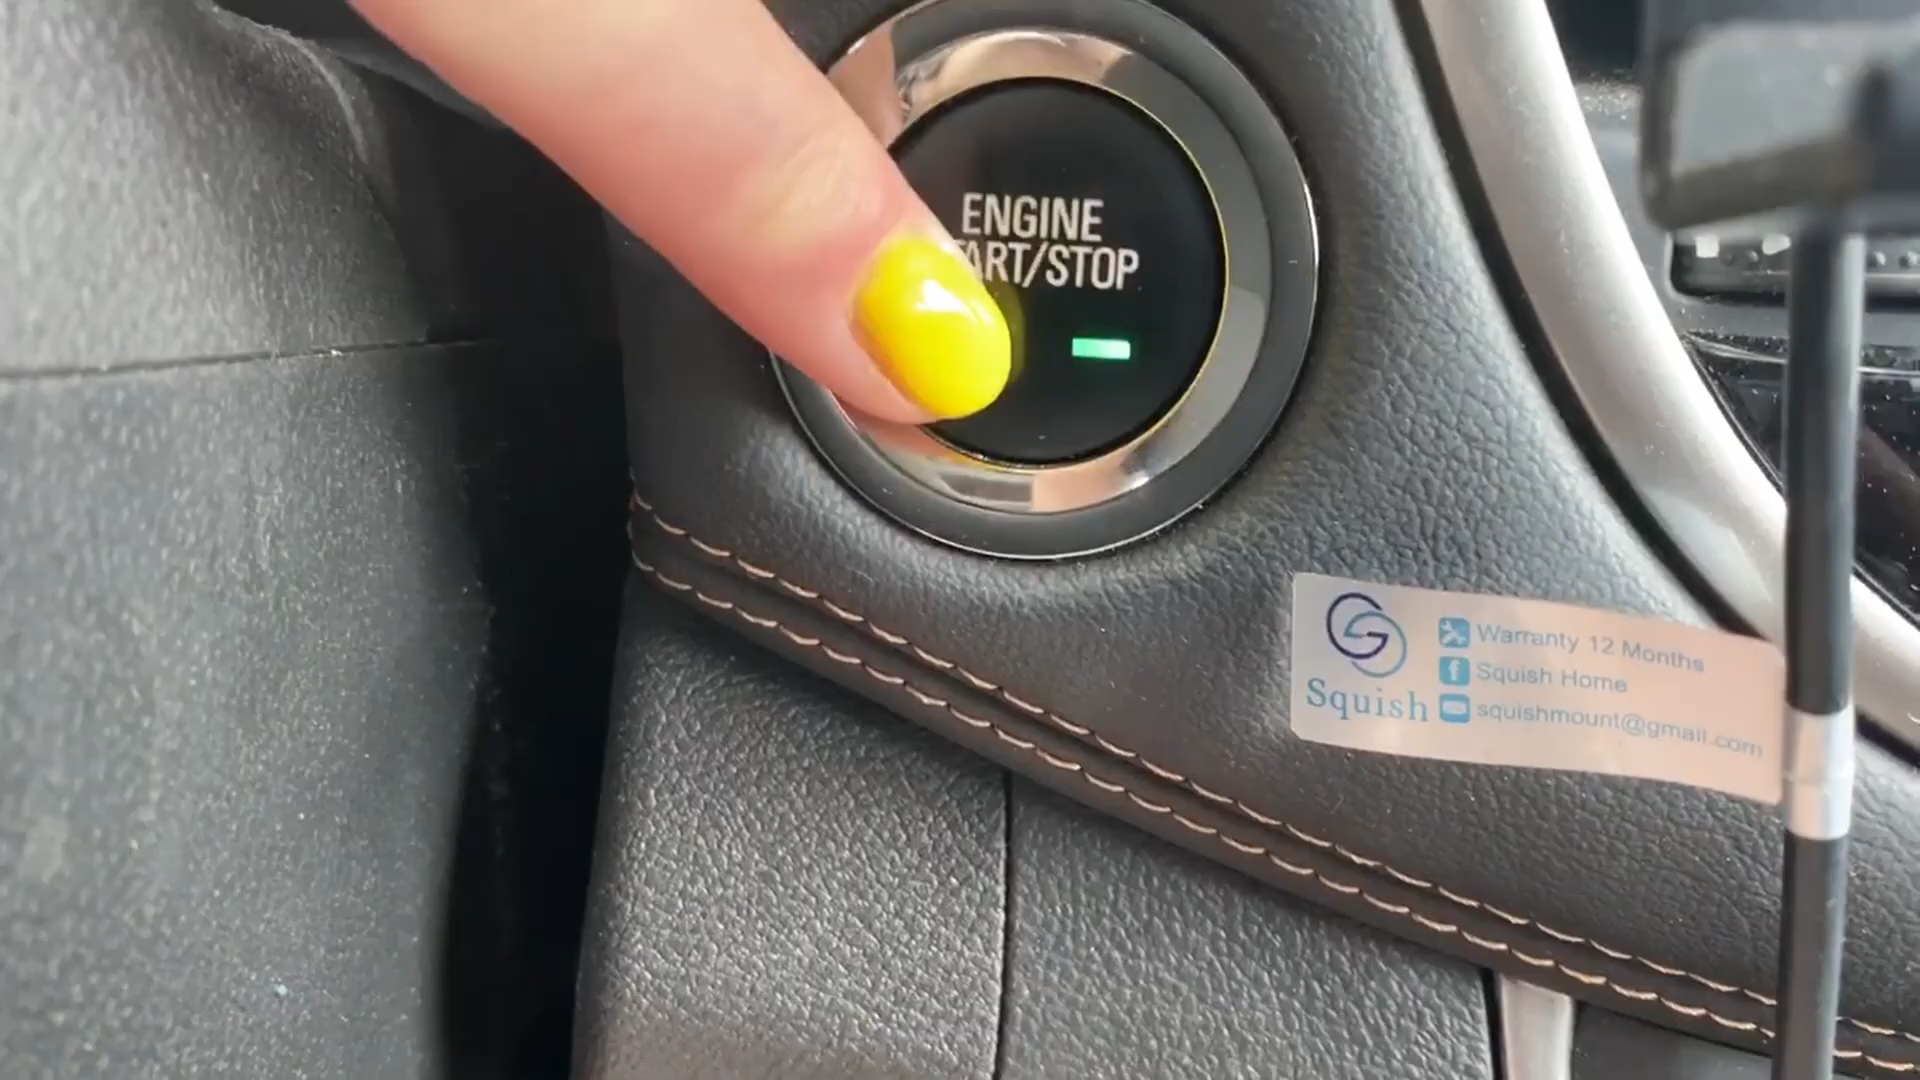 ENGINE
ART/STOP
Warranty 12 Months
Squish Home
Squish
squishmount@gmail.com